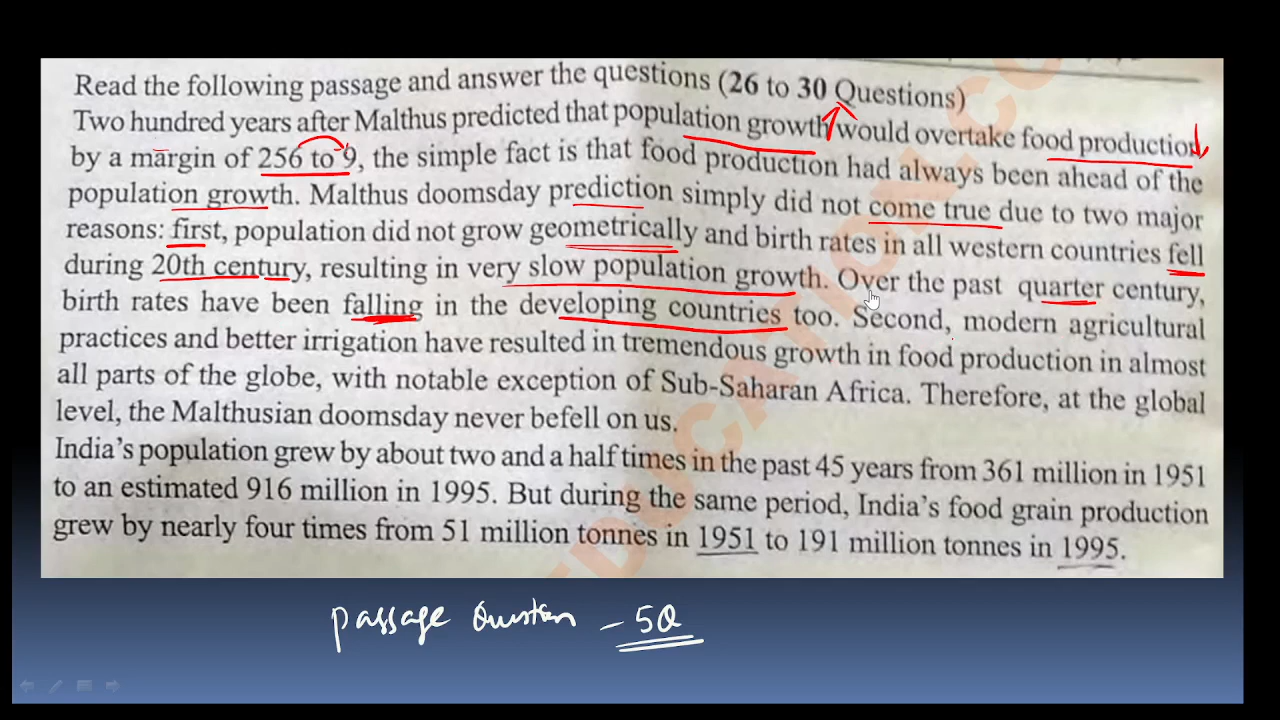 Read the following passage and answer the questions (26 to 30 Questions)
Two hundred years after Malthus predicted that population growth would overtake food production
by a margin of 256 to 9, the simple fact is that food production had always been ahead of the
population growth. Malthus doomsday prediction simply did not come true due to two major
reasons: first, population did not grow geometrically and birth rates in all western countries fell
during 20th century, resulting in very slow population growth. Over the past quarter century,
birth rates have been falling in the developing countries too. Second, modern agricultural
practices and better irrigation have resulted in tremendous growth in food production in almost
all parts of the globe, with notable exception of Sub-Saharan Africa. Therefore, at the global
level, the Malthusian doomsday never befell on us.
India's population grew by about two and a half times in the past 45 years from 361 million in 1951
to an estimated 916 million in 1995. But during the same period, India's food grain production
grew by nearly four times from 51 million tonnes in 1951 to 191 million tonnes in 1995.
passage Question - 5Q